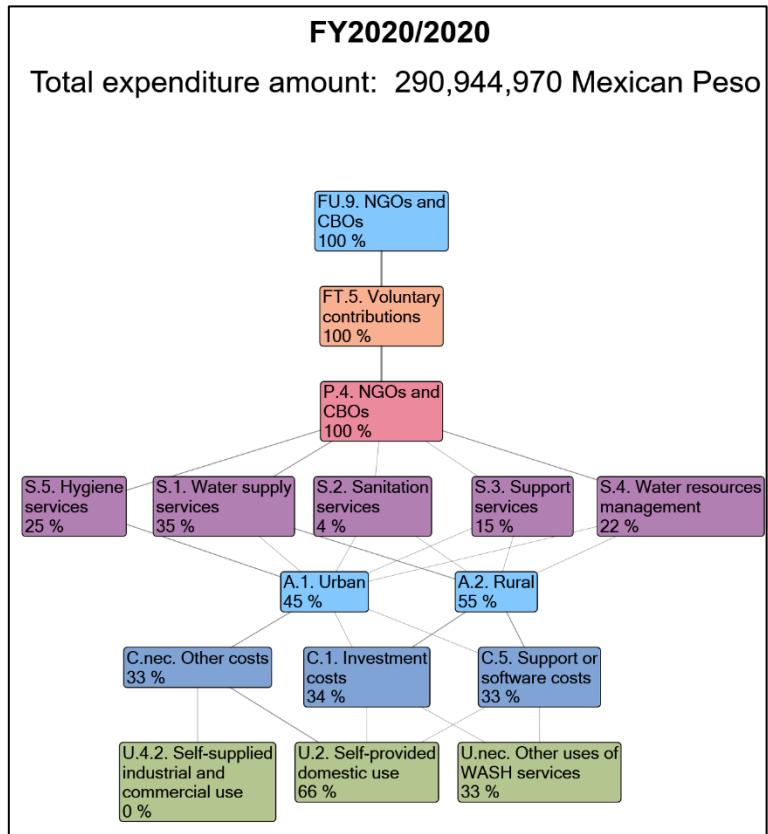 FY2020/2020
Total expenditure amount:  290,944,970 Mexican Peso
FU.9. NGOs and
CBOs
100 %
FT.5. Voluntary
contributions
100 %
P.4. NGOs and
CBOs
100 %
S.5. Hygiene
services
25 %
S.1. Water supply
services
35 %
S.2. Sanitation
services
4 %
S.3. Support
services
15 %
S.4. Water resources
management
22 %
A.1. Urban
45 %
A.2. Rural
55 %
C.nec. Other costs
33 %
C.1. Investment
costs
34 %
C.5. Support or
software costs
33 %
U.4.2. Self-supplied
industrial and
commercial use
0 %
U.2. Self-provided
domestic use
66 %
U.nec. Other uses of
WASH services
33 %